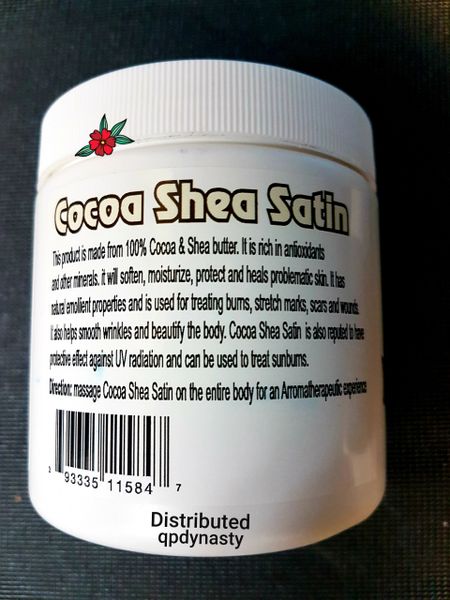 Cocoa Shea Satin
This product is made from 100% Cocoa & Shea butter. It is rich in antioxidants
and other minerals. it will soften, moisturize, protect and heals problematic skin. It has
natural emollient properties and is used for treating burns, stretch marks, scars and wounds.
It also helps smooth wrinkles and beautify the body. Cocoa Shea Satin is also reputed to have
protective effect against UV radiation and can be used to treat sunburns.
Direction: massage Cocoa Shea Satin on the entire body for an Arromatherapeutic experience
3 93335 11584 7
Distributed
qpdynasty